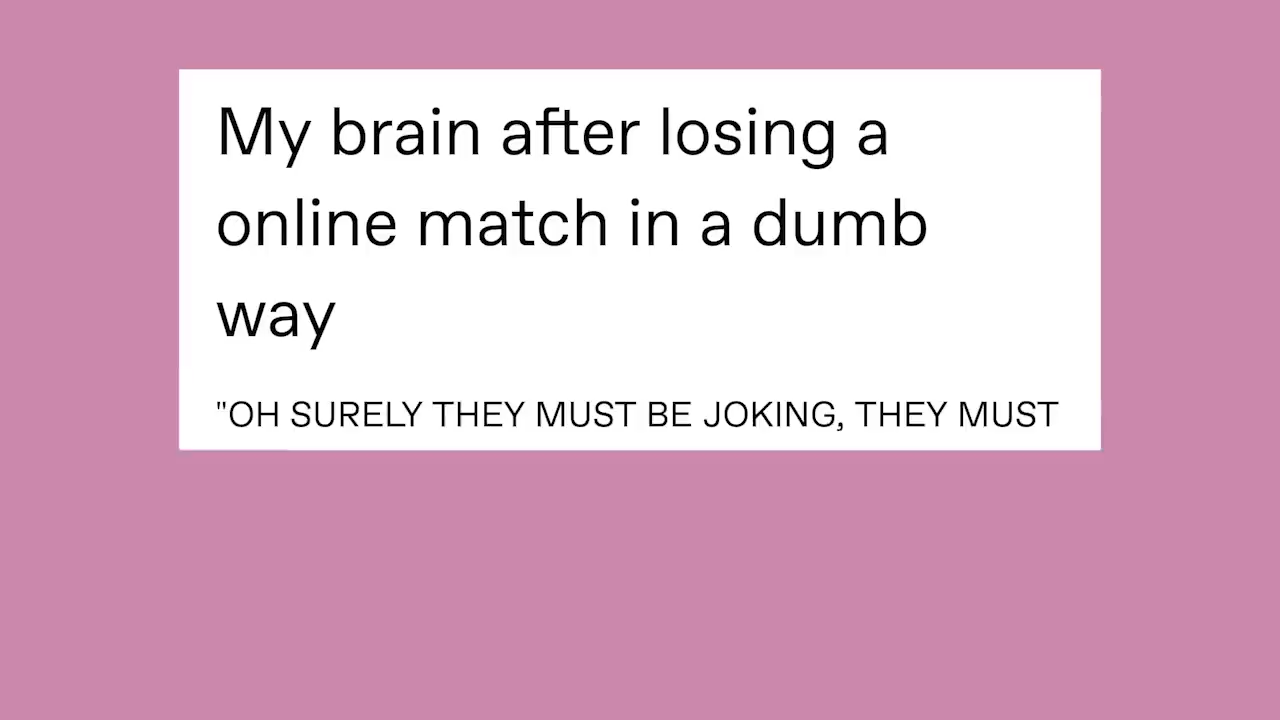 My brain after losing a
online match in a dumb
way
"OH SURELY THEY MUST BE JOKING, THEY MUST